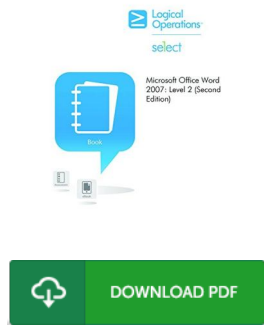 Logical
Operations
select
Microsoft Office Word
2007: Level 2 (Second
Edition)
Book
DOWNLOAD PDF